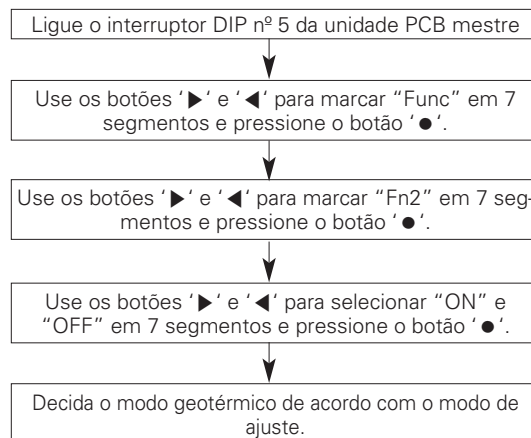 Ligue o interruptor DIP nº 5 da unidade PCB mestre
Use os botões ‘▶‘ e ‘◀‘ para marcar “Func” em 7
segmentos e pressione o botão ‘●‘.
Use os botões ‘▶‘ e ‘◀‘ para marcar “Fn2” em 7 seg-
mentos e pressione o botão ‘●‘.
Use os botões ‘▶‘ e ‘◀‘ para selecionar “ON” e
“OFF” em 7 segmentos e pressione o botão ‘●‘.
Decida o modo geotérmico de acordo com o modo de
ajuste.